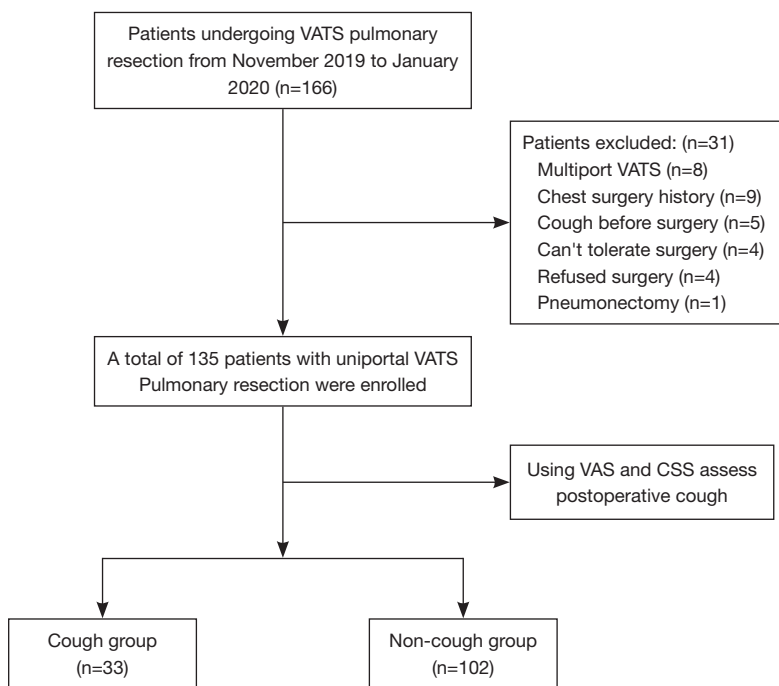 Patients undergoing VATS pulmonary
resection from November 2019 to January
2020 (n=166)
Patients excluded: (n=31)
Multiport VATS (n=8)
Chest surgery history (n=9)
Cough before surgery (n=5)
Can't tolerate surgery (n=4)
Refused surgery (n=4)
Pneumonectomy (n=1)
A total of 135 patients with uniportal VATS
Pulmonary resection were enrolled
Using VAS and CSS assess
postoperative cough
Cough group
(n=33)
Non-cough group
(n=102)